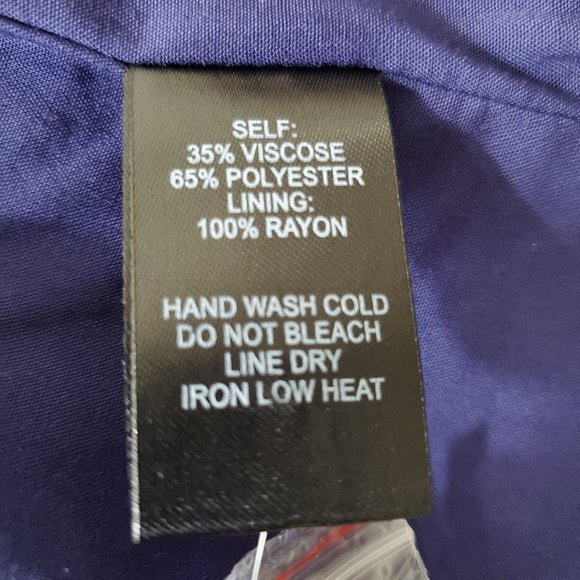 SELF:
35% VISCOSE
65% POLYESTER
LINING:
100% RAYON
HAND WASH COLD
DO NOT BLEACH
LINE DRY
IRON LOW HEAT